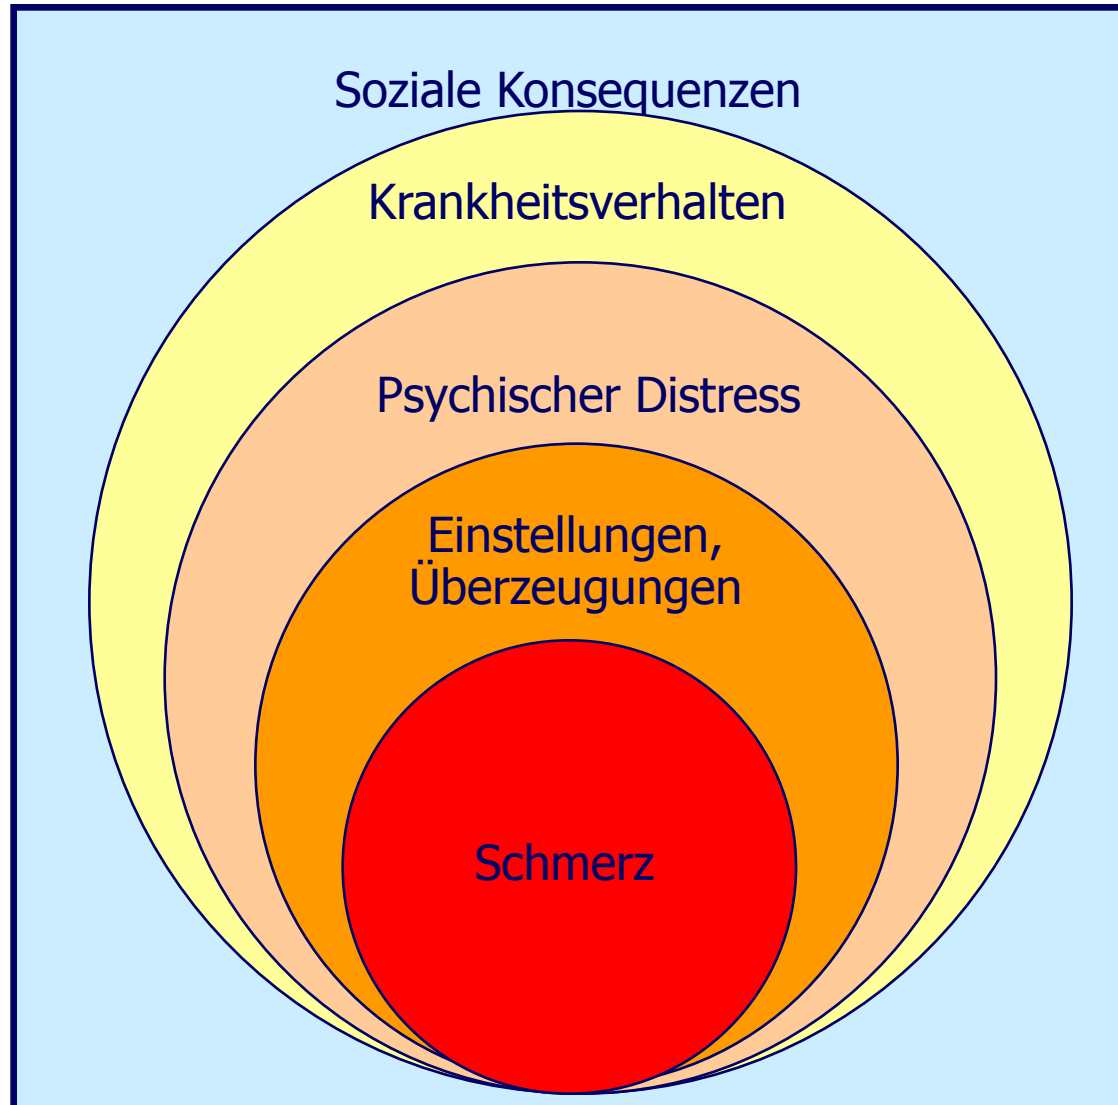 Soziale Konsequenzen
Krankheitsverhalten
Psychischer Distress
Einstellungen,
Überzeugungen
Schmerz